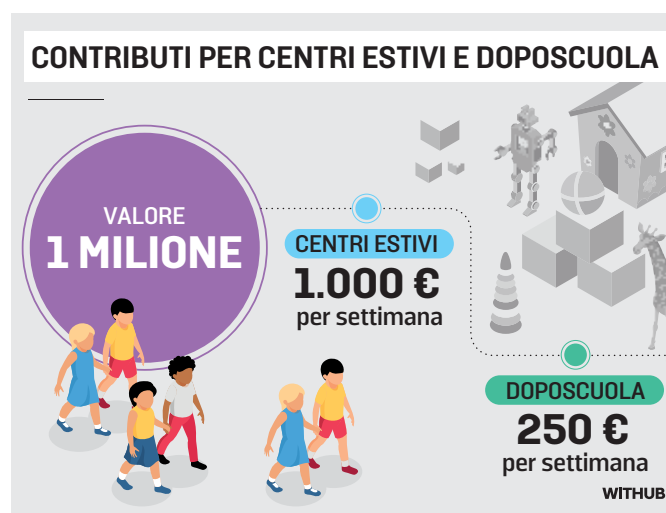 CONTRIBUTI PER CENTRI ESTIVI E DOPOSCUOLA
VALORE
1 MILIONE
CENTRI ESTIVI
1.000 €
per settimana
DOPOSCUOLA
250 €
per settimana
WITHUB